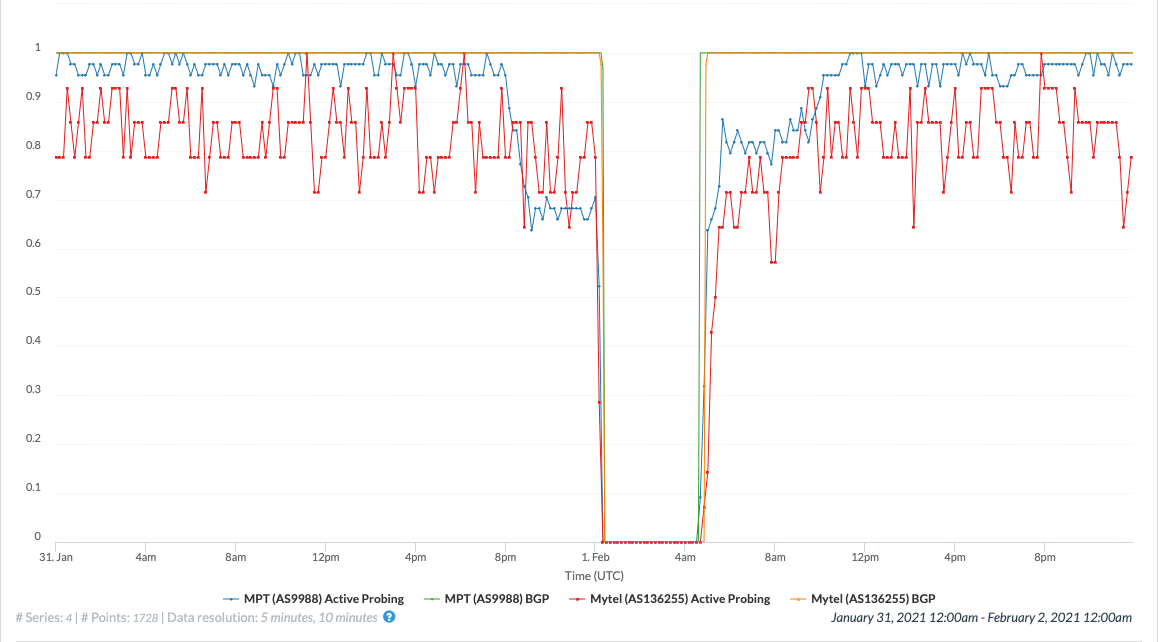 1
0.9
0.8
0.7
0.6
0.5
0.4
0.3
0.2
0.1
0
31. Jan 4am 8am 12pm 4pm 8pm 1. Feb 4am 8am 12pm 4pm 8pm
Time (UTC)
MPT (AS9988) Active Probing MPT (AS9988) BGP Mytel (AS136255) Active Probing Mytel (AS136255) BGP
# Series: 4 | # Points: 1728 | Data resolution: 5 minutes, 10 minutes ? January 31, 2021 12:00am - February 2, 2021 12:00am